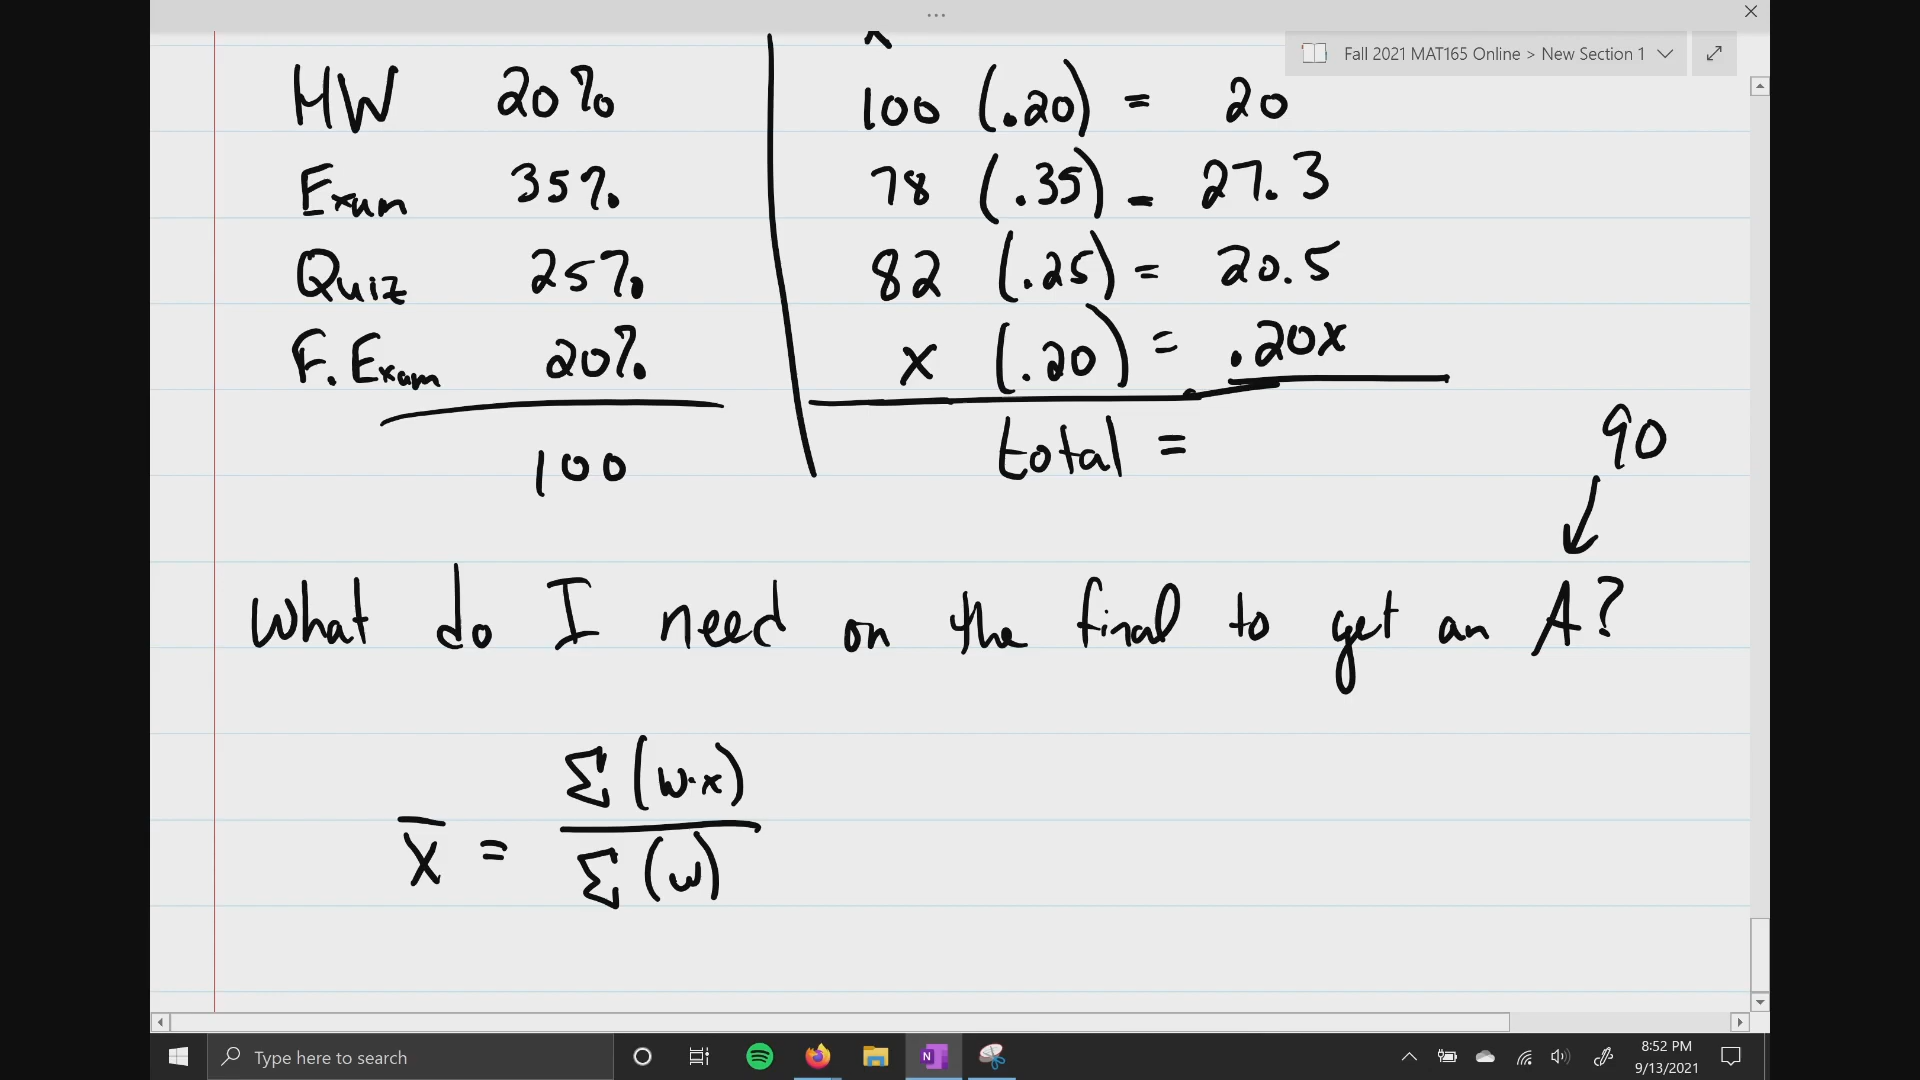 Fall 2021 MAT165 Online > New Section 1
HW 20% 100 (.20) = 20
Exam 35% 78 (.35) = 27.3
Quiz 25% 82 (.25) = 20.5
F. Exam 20% x (.20) = .20x
100 total =
90
What do I need on the final to get an A?
x̄ = Σ(w·x) / Σ(w)
Type here to search
8:52 PM
9/13/2021